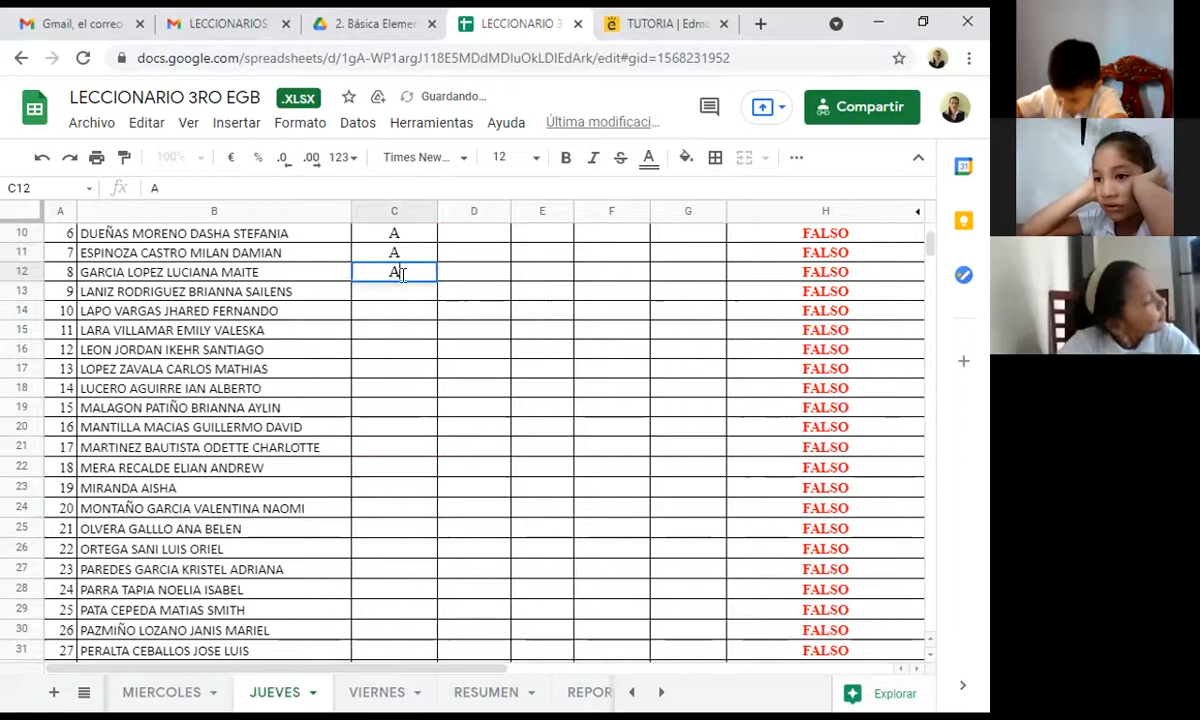 Gmail, el correo
LECCIONARIOS
2. Básica Eleme
LECCIONARIO 3
TUTORIA | Edm
docs.google.com/spreadsheets/d/1gA-WP1argJ118E5MDdMDIuOkLDIEdArk/edit#gid=1568231952
LECCIONARIO 3RO EGB .XLSX Guardando...
Compartir
Archivo Editar Ver Insertar Formato Datos Herramientas Ayuda Última modificaci...
100% € % .0 .00 123 Times New... 12 B I S A
C12 fx A
A B C D E F G H
10 6 DUEÑAS MORENO DASHA STEFANIA A FALSO
11 7 ESPINOZA CASTRO MILAN DAMIAN A FALSO
12 8 GARCIA LOPEZ LUCIANA MAITE A FALSO
13 9 LANIZ RODRIGUEZ BRIANNA SAILENS FALSO
14 10 LAPO VARGAS JHARED FERNANDO FALSO
15 11 LARA VILLAMAR EMILY VALESKA FALSO
16 12 LEON JORDAN IKEHR SANTIAGO FALSO
17 13 LOPEZ ZAVALA CARLOS MATHIAS FALSO
18 14 LUCERO AGUIRRE IAN ALBERTO FALSO
19 15 MALAGON PATIÑO BRIANNA AYLIN FALSO
20 16 MANTILLA MACIAS GUILLERMO DAVID FALSO
21 17 MARTINEZ BAUTISTA ODETTE CHARLOTTE FALSO
22 18 MERA RECALDE ELIAN ANDREW FALSO
23 19 MIRANDA AISHA FALSO
24 20 MONTAÑO GARCIA VALENTINA NAOMI FALSO
25 21 OLVERA GALLLO ANA BELEN FALSO
26 22 ORTEGA SANI LUIS ORIEL FALSO
27 23 PAREDES GARCIA KRISTEL ADRIANA FALSO
28 24 PARRA TAPIA NOELIA ISABEL FALSO
29 25 PATA CEPEDA MATIAS SMITH FALSO
30 26 PAZMIÑO LOZANO JANIS MARIEL FALSO
31 27 PERALTA CEBALLOS JOSE LUIS FALSO
MIERCOLES JUEVES VIERNES RESUMEN REPOR Explorar